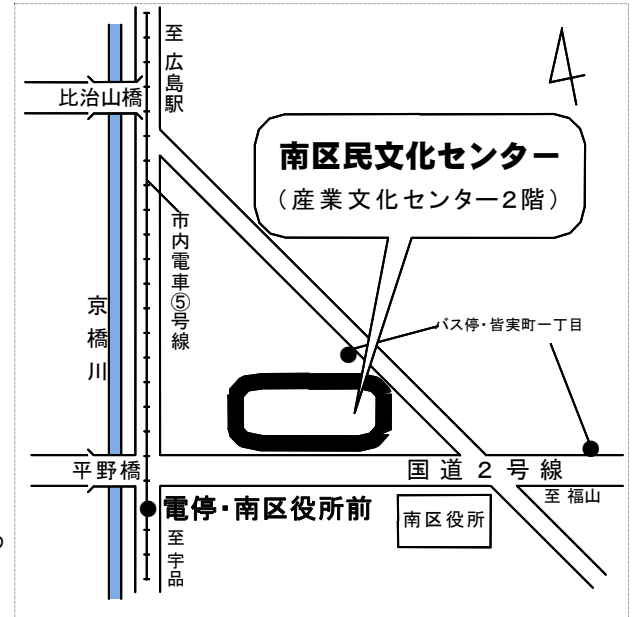 至 広島駅
比治山橋
南区民文化センター
(産業文化センター2階)
市内電車⑤号線
バス停・皆実町一丁目
京橋川
平野橋
国道2号線
至 福山
電停・南区役所前
南区役所
至 宇品